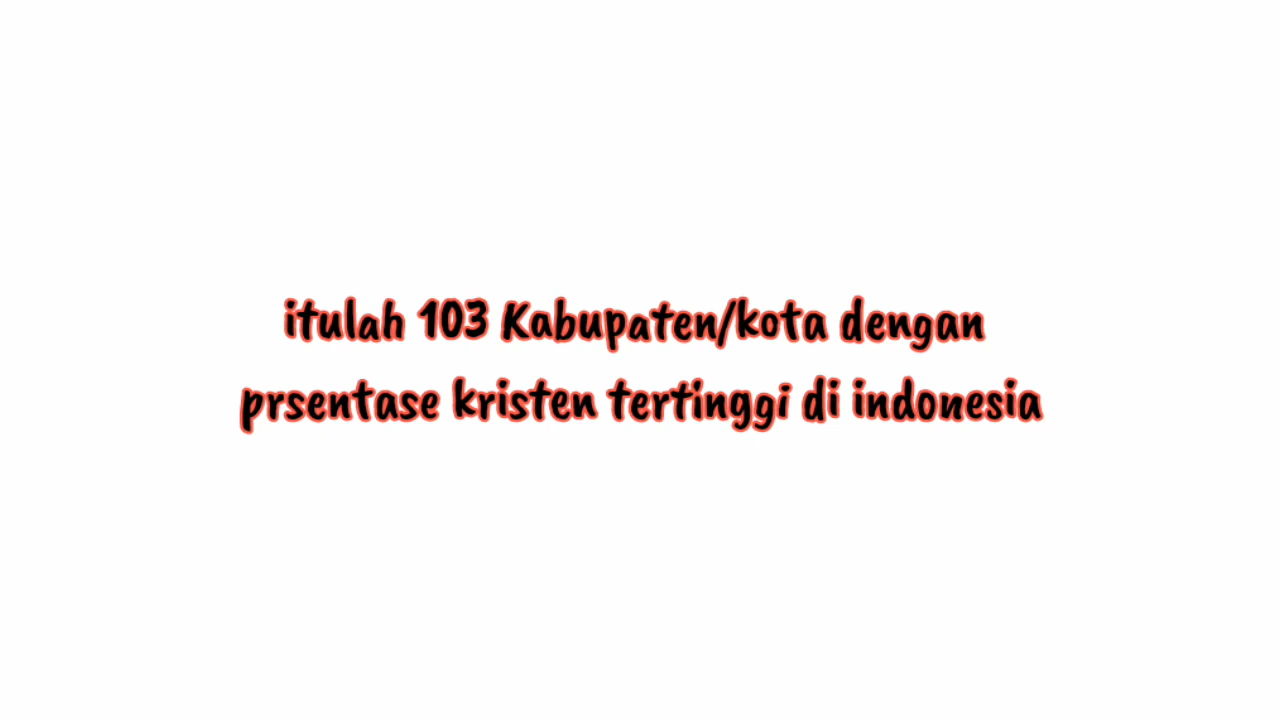 itulah 103 Kabupaten/kota dengan
prsentase kristen tertinggi di indonesia